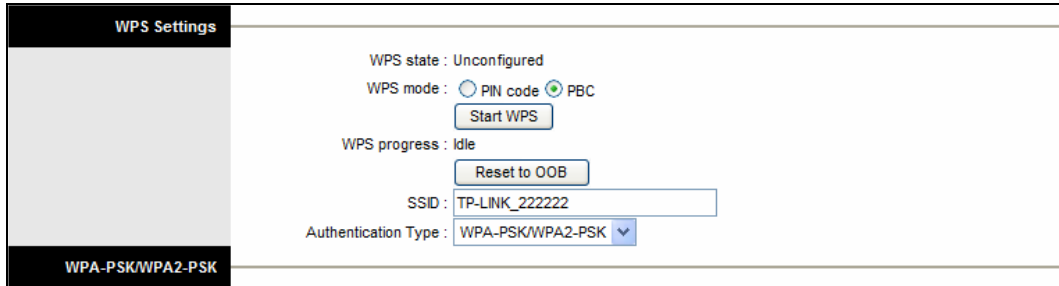 WPS Settings
WPS state : Unconfigured
WPS mode : PIN code PBC
Start WPS
WPS progress : Idle
Reset to OOB
SSID : TP-LINK_222222
Authentication Type : WPA-PSK/WPA2-PSK
WPA-PSK/WPA2-PSK